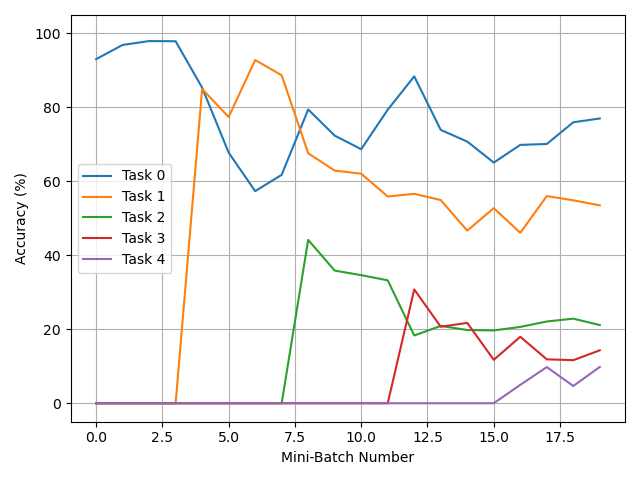 100
80
60
40
20
0
Accuracy (%)
Task 0
Task 1
Task 2
Task 3
Task 4
0.0 2.5 5.0 7.5 10.0 12.5 15.0 17.5
Mini-Batch Number